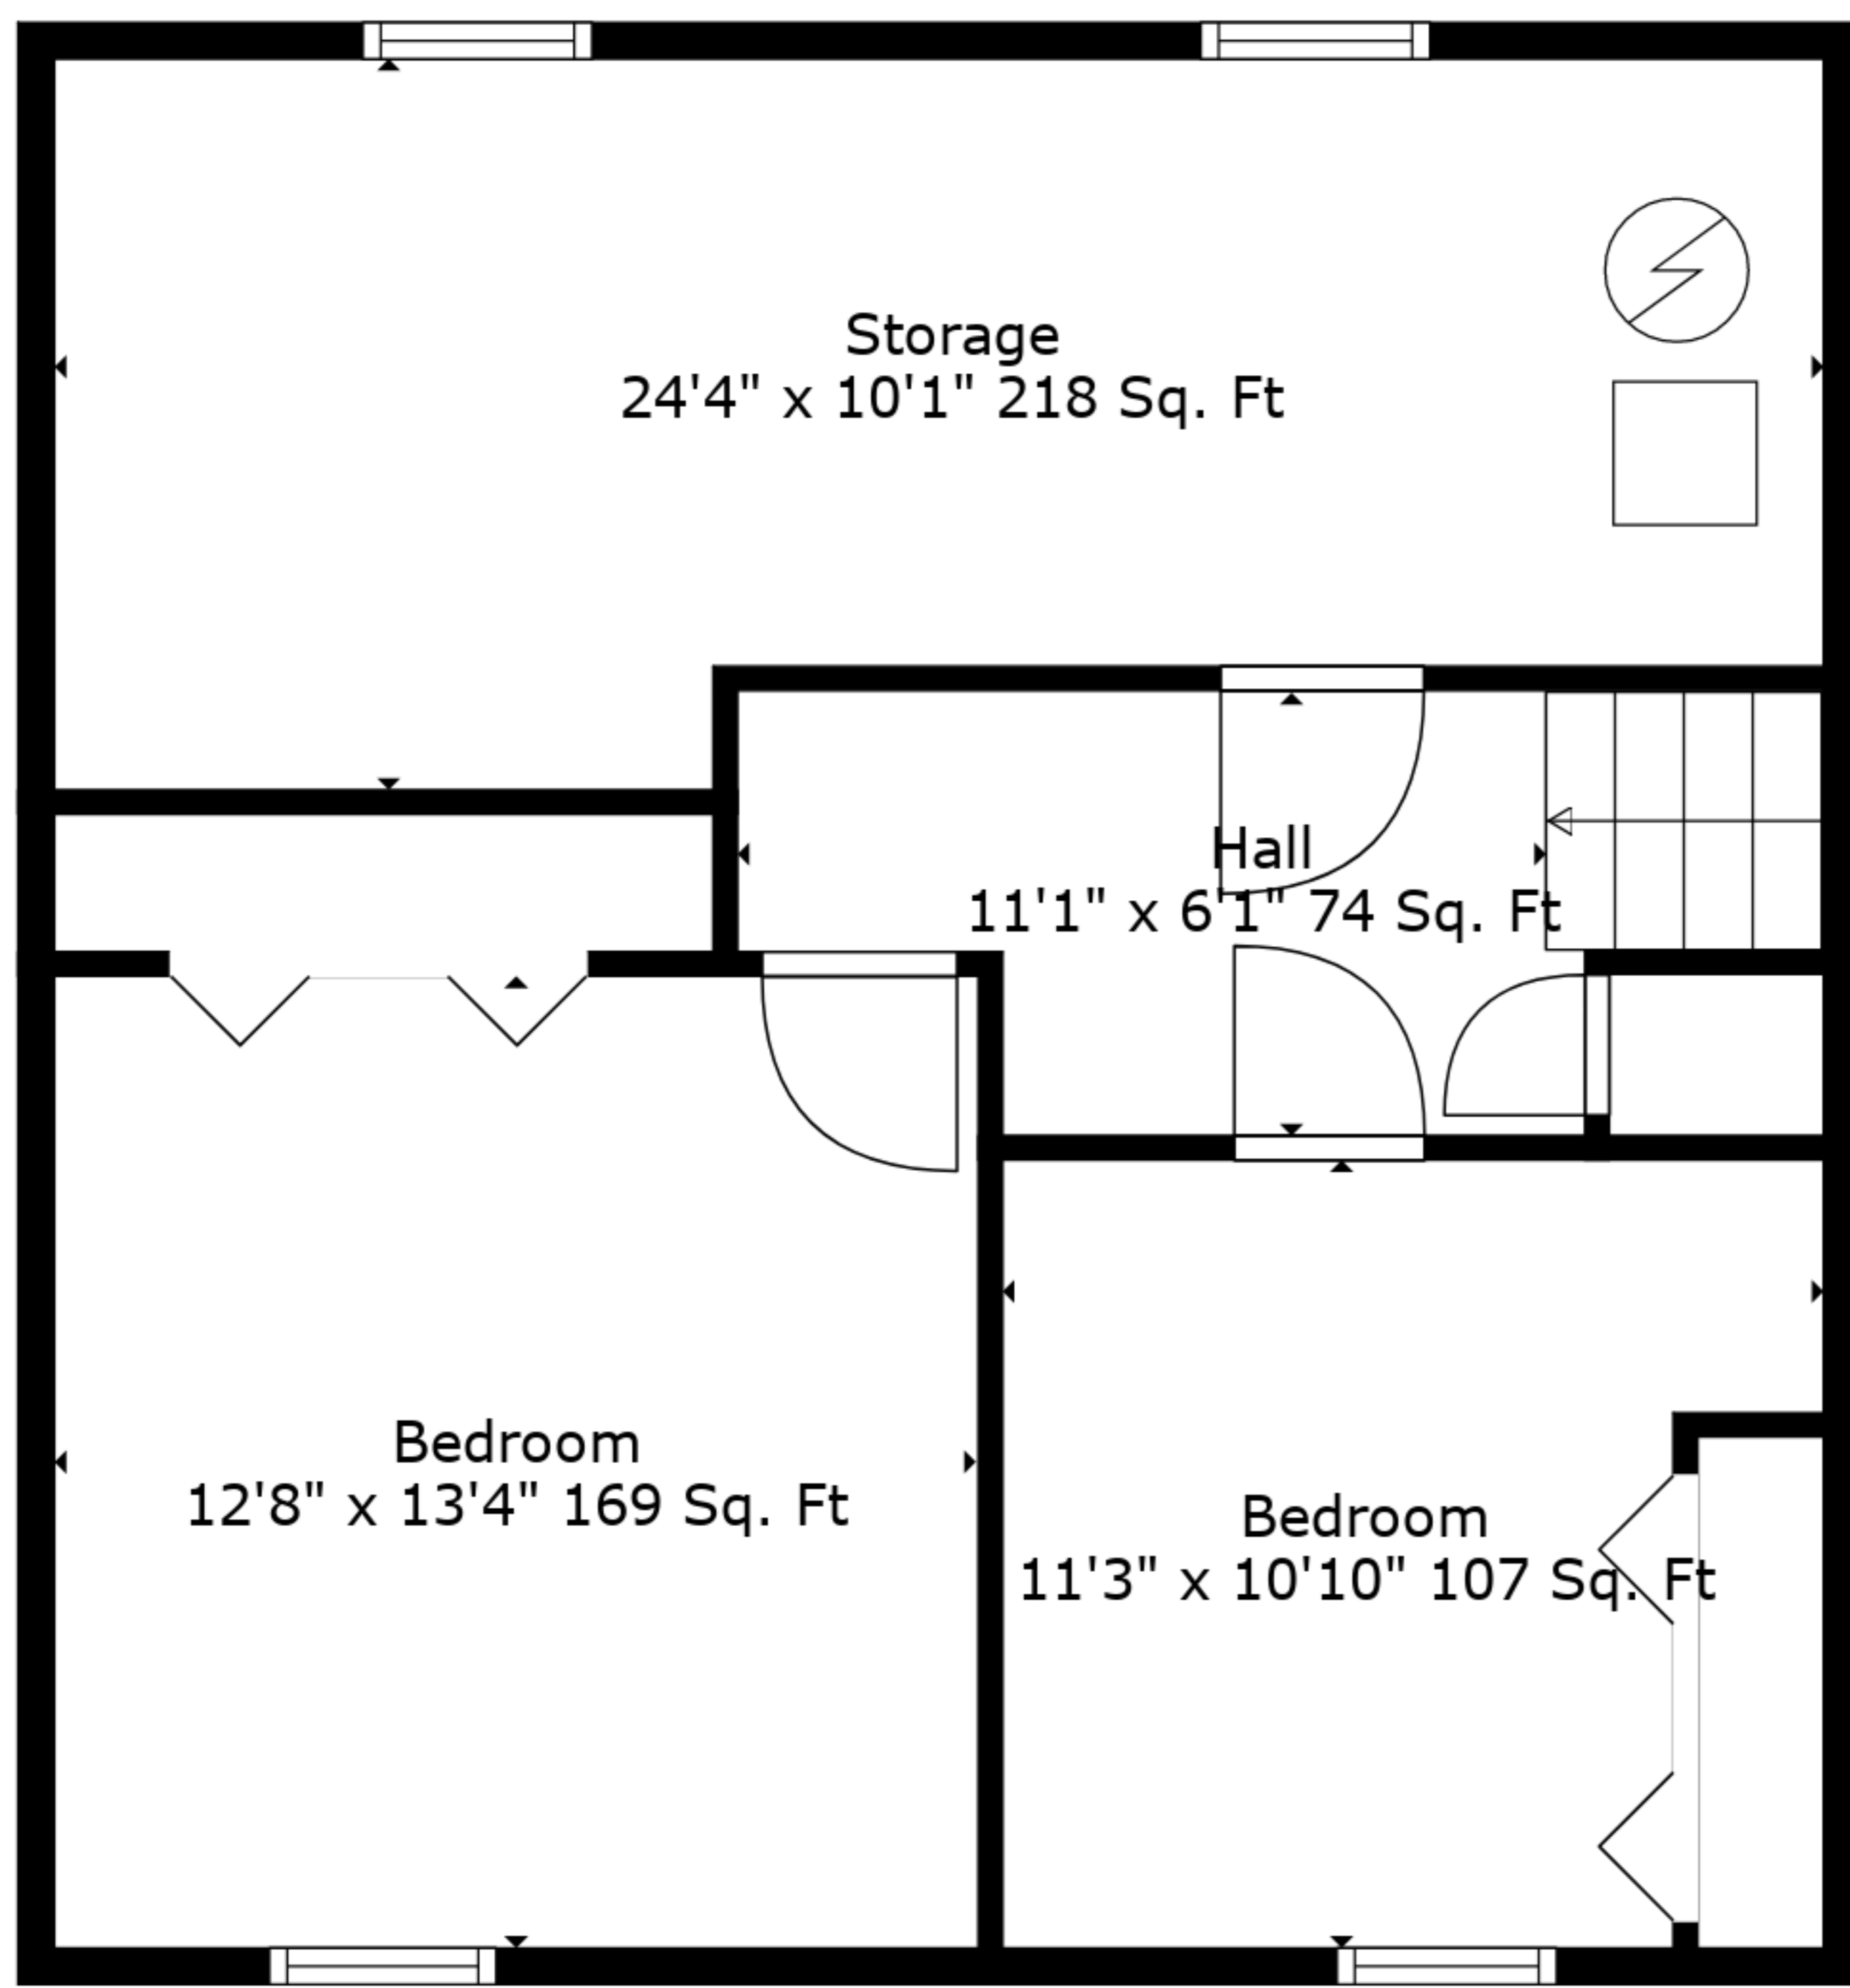 Storage
24'4" x 10'1" 218 Sq. Ft
Hall
11'1" x 6'1" 74 Sq. Ft
Bedroom
12'8" x 13'4" 169 Sq. Ft
Bedroom
11'3" x 10'10" 107 Sq. Ft